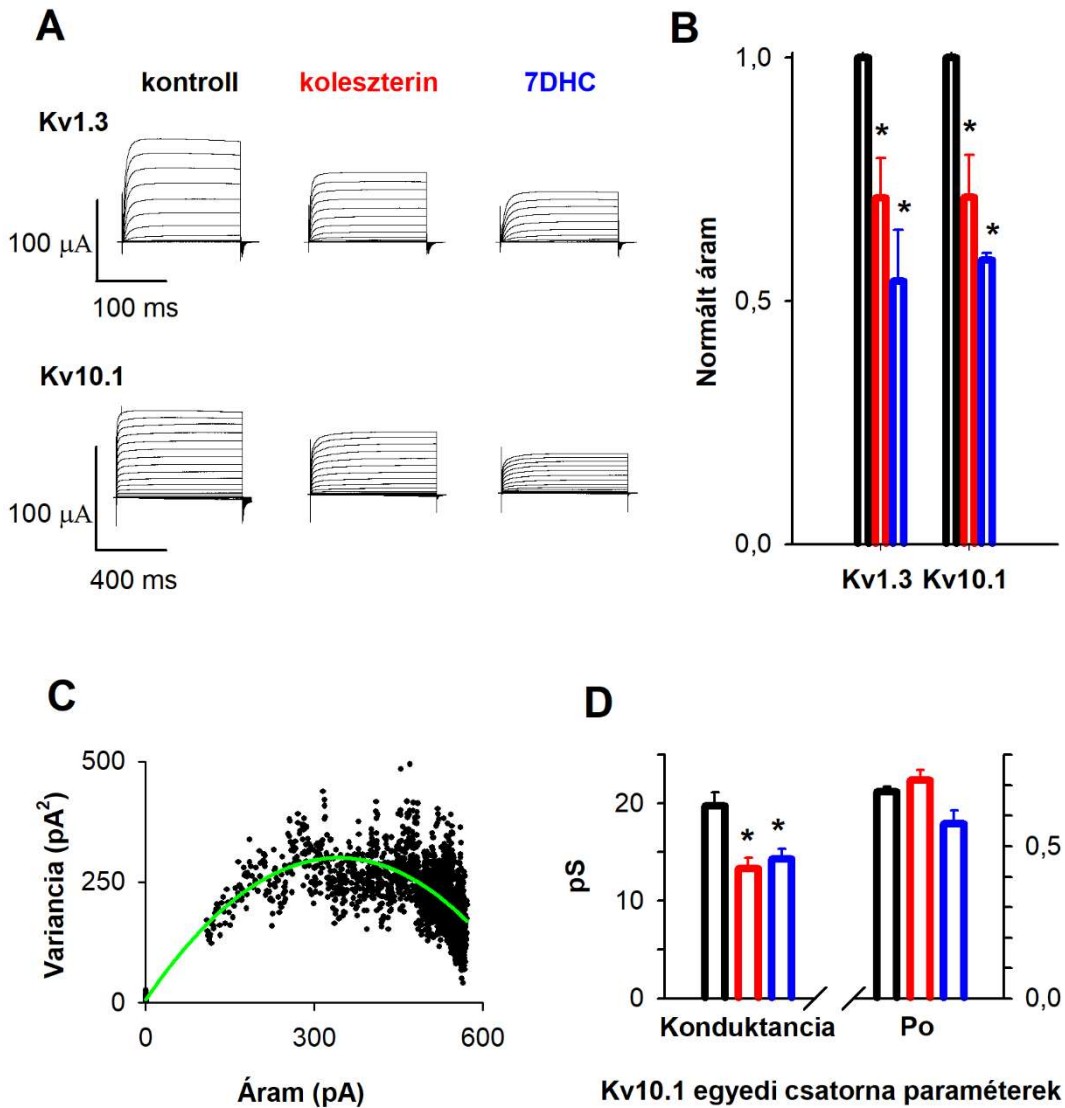 A
kontroll koleszterin 7DHC
Kv1.3
100 µA
100 ms
Kv10.1
100 µA
400 ms
B
1,0
0,5
0,0
Normált áram
* * * *
Kv1.3 Kv10.1
C
500
250
0
Variancia (pA²)
0 300 600
Áram (pA)
D
20
10
0
pS
* *
0,5
0,0
Konduktancia Po
Kv10.1 egyedi csatorna paraméterek